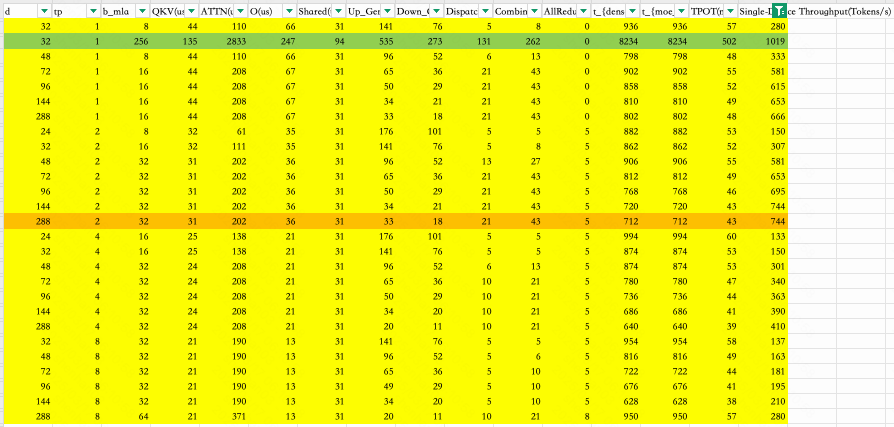 d tp b_mla QKV(us ATTN(u O(us) Shared( Up_Gen Down_ Dispatc Combin AllRedu t_{dens t_{moe_ TPOT(n Single-D ce Throughput(Tokens/s)
32 1 8 44 110 66 31 141 76 5 8 0 936 936 57 280
32 1 256 135 2833 247 94 535 273 131 262 0 8234 8234 502 1019
48 1 8 44 110 66 31 96 52 6 13 0 798 798 48 333
72 1 16 44 208 67 31 65 36 21 43 0 902 902 55 581
96 1 16 44 208 67 31 50 29 21 43 0 858 858 52 615
144 1 16 44 208 67 31 34 21 21 43 0 810 810 49 653
288 1 16 44 208 67 31 33 18 21 43 0 802 802 48 666
24 2 8 32 61 35 31 176 101 5 5 5 882 882 53 150
32 2 16 32 111 35 31 141 76 5 8 5 862 862 52 307
48 2 32 31 202 36 31 96 52 13 27 5 906 906 55 581
72 2 32 31 202 36 31 65 36 21 43 5 812 812 49 653
96 2 32 31 202 36 31 50 29 21 43 5 768 768 46 695
144 2 32 31 202 36 31 34 21 21 43 5 720 720 43 744
288 2 32 31 202 36 31 33 18 21 43 5 712 712 43 744
24 4 16 25 138 21 31 176 101 5 5 5 994 994 60 133
32 4 16 25 138 21 31 141 76 5 5 5 874 874 53 150
48 4 32 24 208 21 31 96 52 6 13 5 874 874 53 301
72 4 32 24 208 21 31 65 36 10 21 5 780 780 47 340
96 4 32 24 208 21 31 50 29 10 21 5 736 736 44 363
144 4 32 24 208 21 31 34 20 10 21 5 686 686 41 390
288 4 32 24 208 21 31 20 11 10 21 5 640 640 39 410
32 8 32 21 190 13 31 141 76 5 5 5 954 954 58 137
48 8 32 21 190 13 31 96 52 5 6 5 816 816 49 163
72 8 32 21 190 13 31 65 36 5 10 5 722 722 44 181
96 8 32 21 190 13 31 49 29 5 10 5 676 676 41 195
144 8 32 21 190 13 31 34 20 5 10 5 628 628 38 210
288 8 64 21 371 13 31 20 11 10 21 8 950 950 57 280